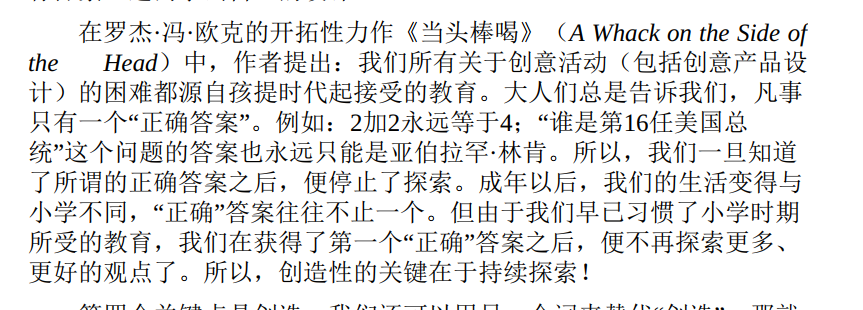 在罗杰·冯·欧克的开拓性力作《当头棒喝》（A Whack on the Side of
the Head）中，作者提出：我们所有关于创意活动（包括创意产品设
计）的困难都源自孩提时代起接受的教育。大人们总是告诉我们，凡事
只有一个“正确答案”。例如：2加2永远等于4；“谁是第16任美国总
统”这个问题的答案也永远只能是亚伯拉罕·林肯。所以，我们一旦知道
了所谓的正确答案之后，便停止了探索。成年以后，我们的生活变得与
小学不同，“正确”答案往往不止一个。但由于我们早已习惯了小学时期
所受的教育，我们在获得了第一个“正确”答案之后，便不再探索更多、
更好的观点了。所以，创造性的关键在于持续探索！